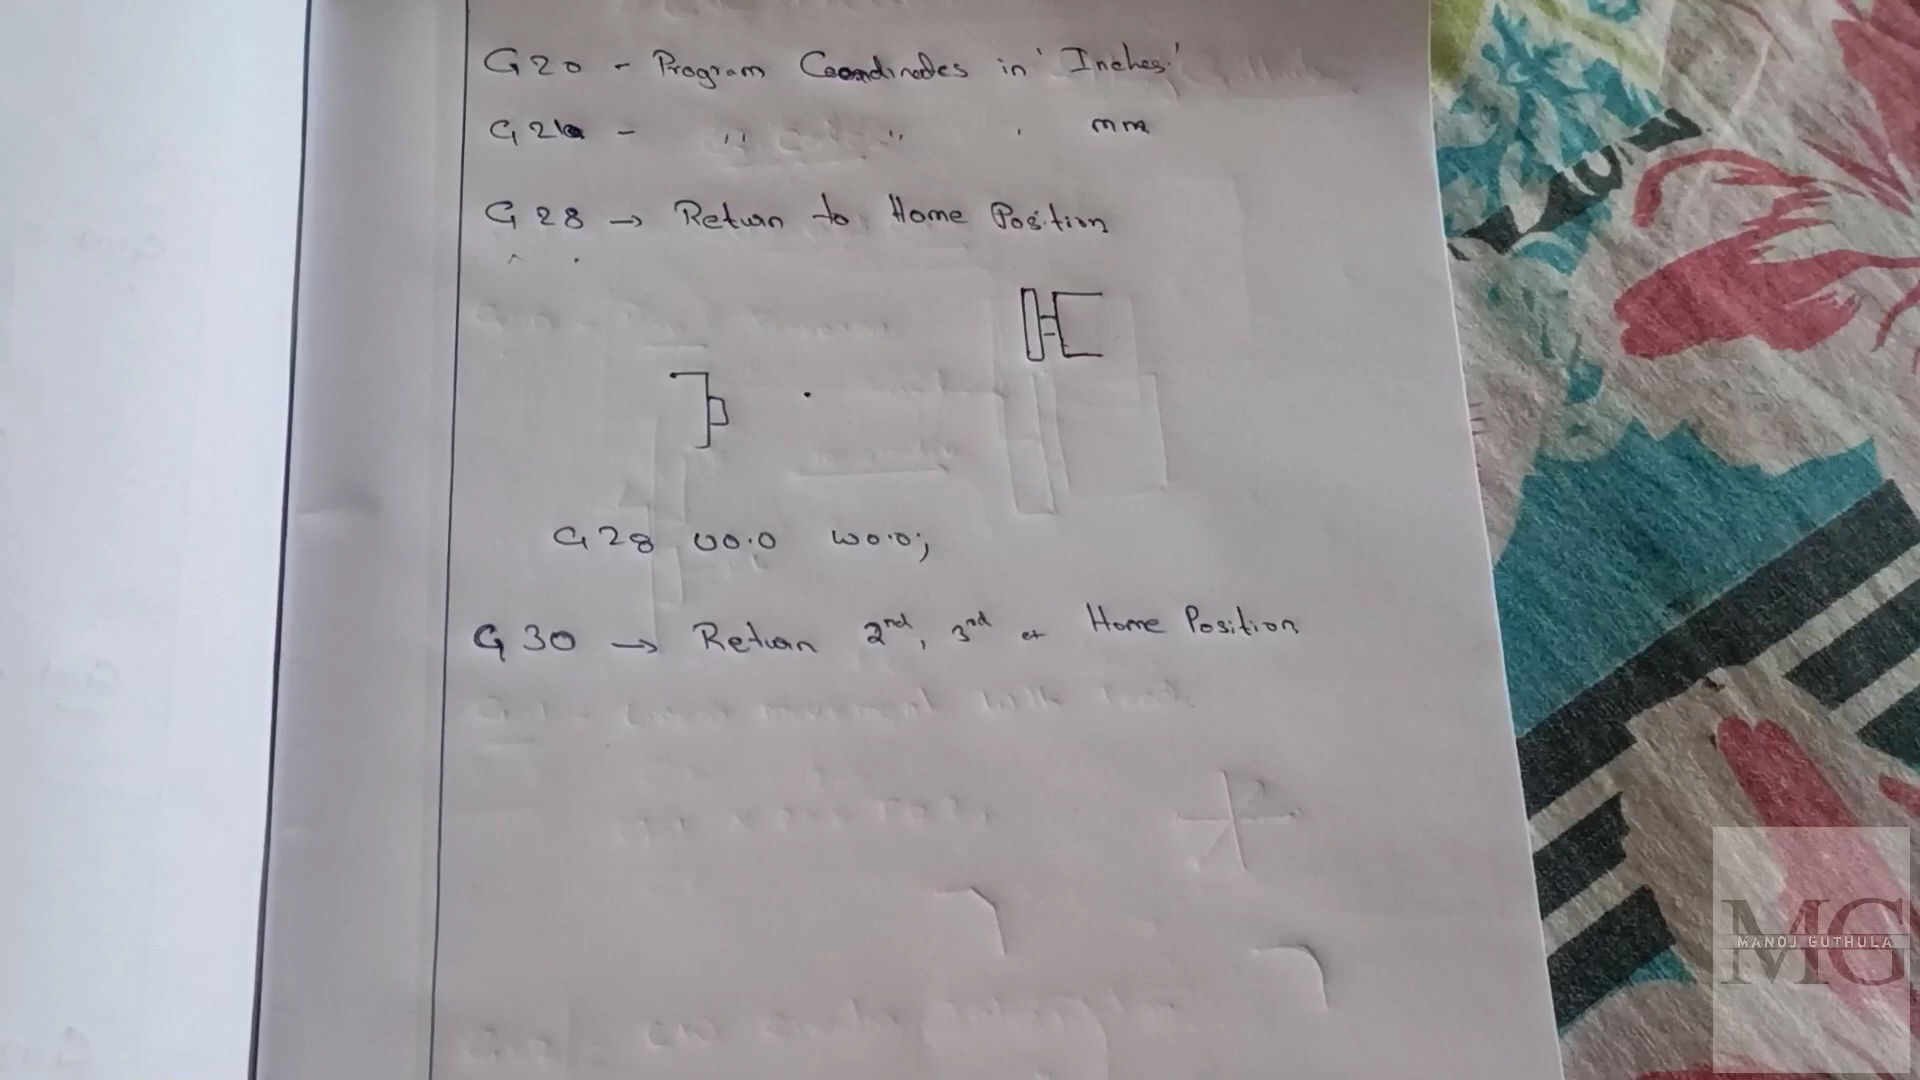 G20 - Program Coordinates in 'Inches'
G21 - " " mm
G28 → Return to Home Position
G28 U0.0 W0.0;
G30 → Return 2nd, 3rd Home Position
MG
MANOJ GUTHULA